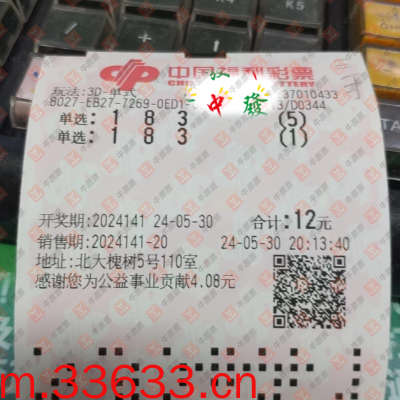 中国福利彩票
玩法:3D-单式
8027-EB27-7269-0ED1
37010433
/D0344
中 發
单选: 1 8 3 (5)
单选: 1 8 3 (1)
开奖期:2024141 24-05-30 合计:12元
销售期:2024141-20 24-05-30 20:13:40
地址:北大槐树5号110室
感谢您为公益事业贡献4.08元
m.33633.cn